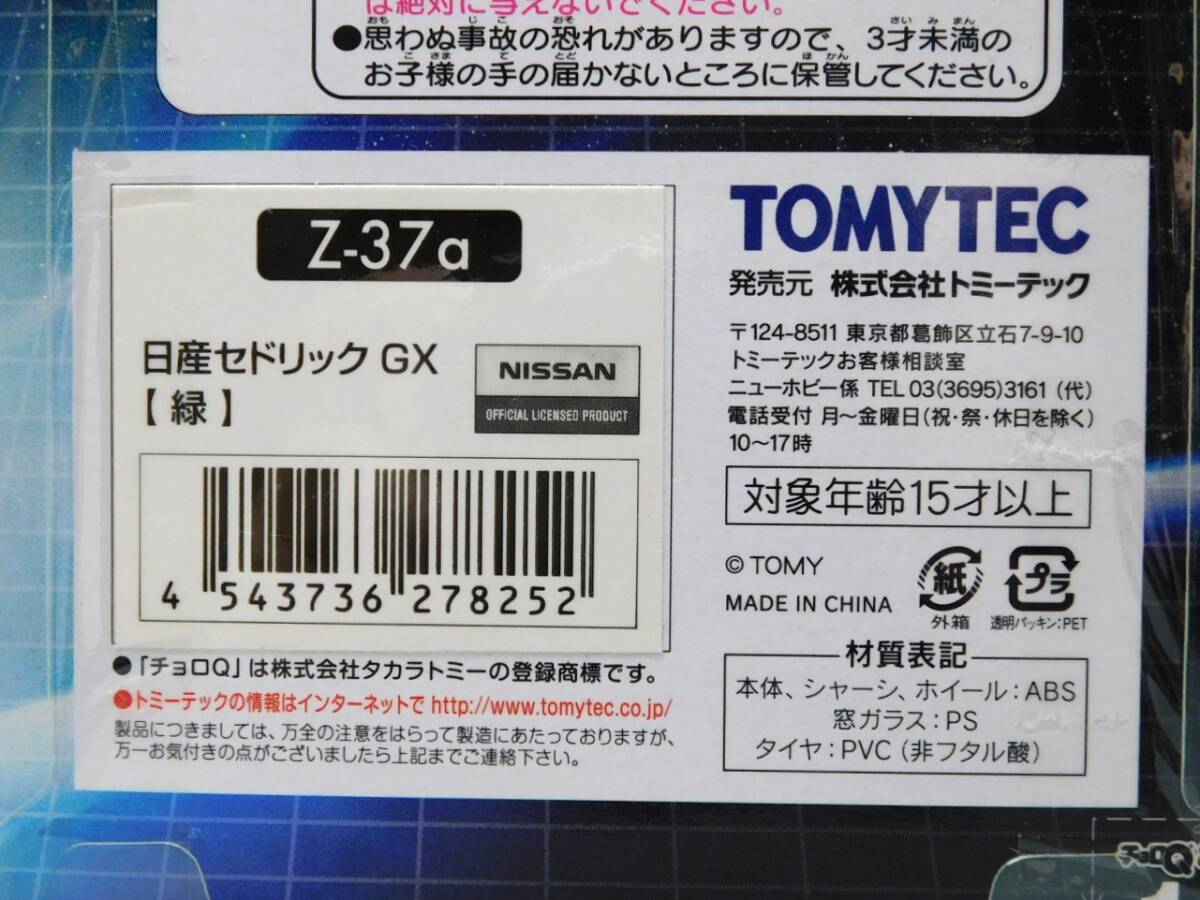 は絶対に与えないでください。
●思わぬ事故の恐れがありますので、3才未満の
お子様の手の届かないところに保管してください。
Z-37a
日産セドリック GX
【 緑 】
NISSAN
OFFICIAL LICENSED PRODUCT
4 543736 278252
●「チョロQ」は株式会社タカラトミーの登録商標です。
●トミーテックの情報はインターネットで http://www.tomytec.co.jp/
製品につきましては、万全の注意をはらって製造にあたっておりますが、
万一お気付きの点がございましたら上記までご連絡下さい。
TOMYTEC
発売元 株式会社トミーテック
〒124-8511 東京都葛飾区立石7-9-10
トミーテックお客様相談室
ニューホビー係 TEL 03(3695)3161(代)
電話受付 月～金曜日(祝・祭・休日を除く)
10～17時
対象年齢15才以上
© TOMY
MADE IN CHINA
紙
外箱
プラ
透明パッキン:PET
材質表記
本体、シャーシ、ホイール:ABS
窓ガラス:PS
タイヤ:PVC(非フタル酸)
チョロQ